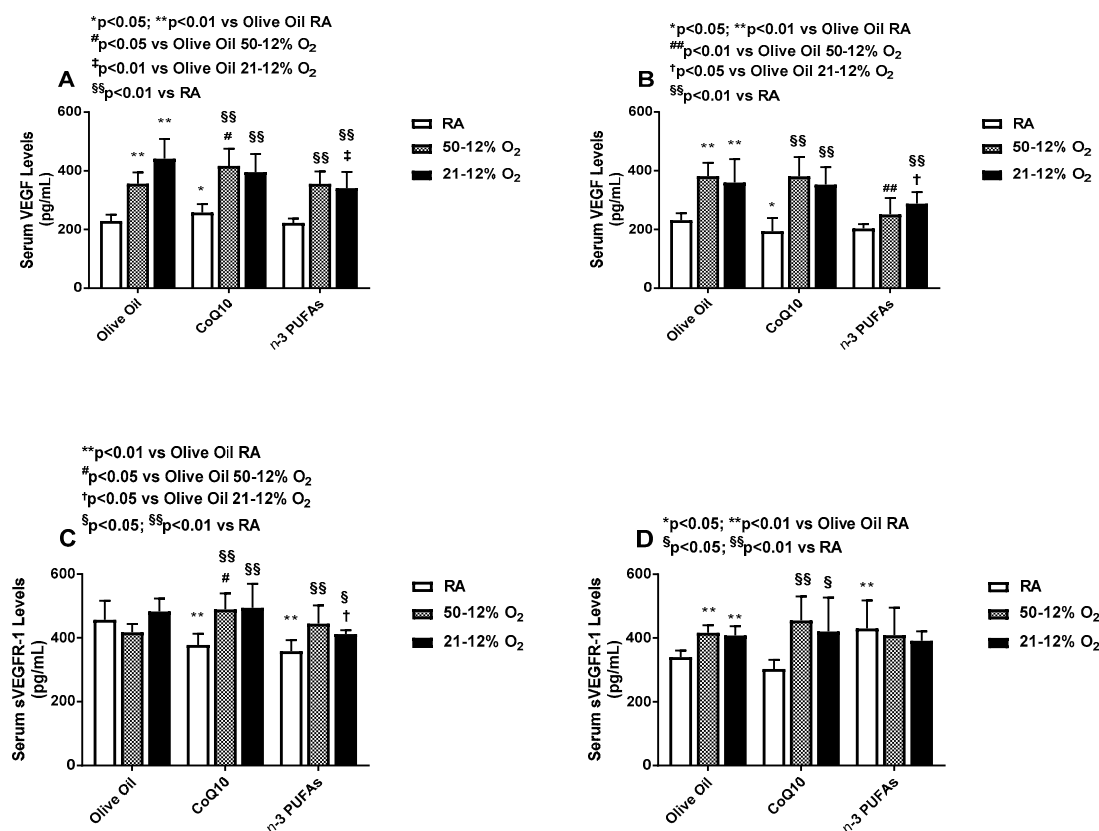 *p<0.05; **p<0.01 vs Olive Oil RA
#p<0.05 vs Olive Oil 50-12% O2
‡p<0.01 vs Olive Oil 21-12% O2
§§p<0.01 vs RA
A
600
400
200
0
Serum VEGF Levels
(pg/mL)
**
**
*
§§
#
§§
§§
§§
‡
Olive Oil
CoQ10
n-3 PUFAs
RA
50-12% O2
21-12% O2
*p<0.05; **p<0.01 vs Olive Oil RA
##p<0.01 vs Olive Oil 50-12% O2
†p<0.05 vs Olive Oil 21-12% O2
§§p<0.01 vs RA
B
600
400
200
0
Serum VEGF Levels
(pg/mL)
**
**
*
§§
§§
##
§§
†
Olive Oil
CoQ10
n-3 PUFAs
RA
50-12% O2
21-12% O2
**p<0.01 vs Olive Oil RA
#p<0.05 vs Olive Oil 50-12% O2
†p<0.05 vs Olive Oil 21-12% O2
§p<0.05; §§p<0.01 vs RA
C
600
400
200
0
Serum sVEGFR-1 Levels
(pg/mL)
**
§§
#
§§
**
§§
§
†
Olive Oil
CoQ10
n-3 PUFAs
RA
50-12% O2
21-12% O2
*p<0.05; **p<0.01 vs Olive Oil RA
§p<0.05; §§p<0.01 vs RA
D
600
400
200
0
Serum sVEGFR-1 Levels
(pg/mL)
**
**
§§
§
**
Olive Oil
CoQ10
n-3 PUFAs
RA
50-12% O2
21-12% O2